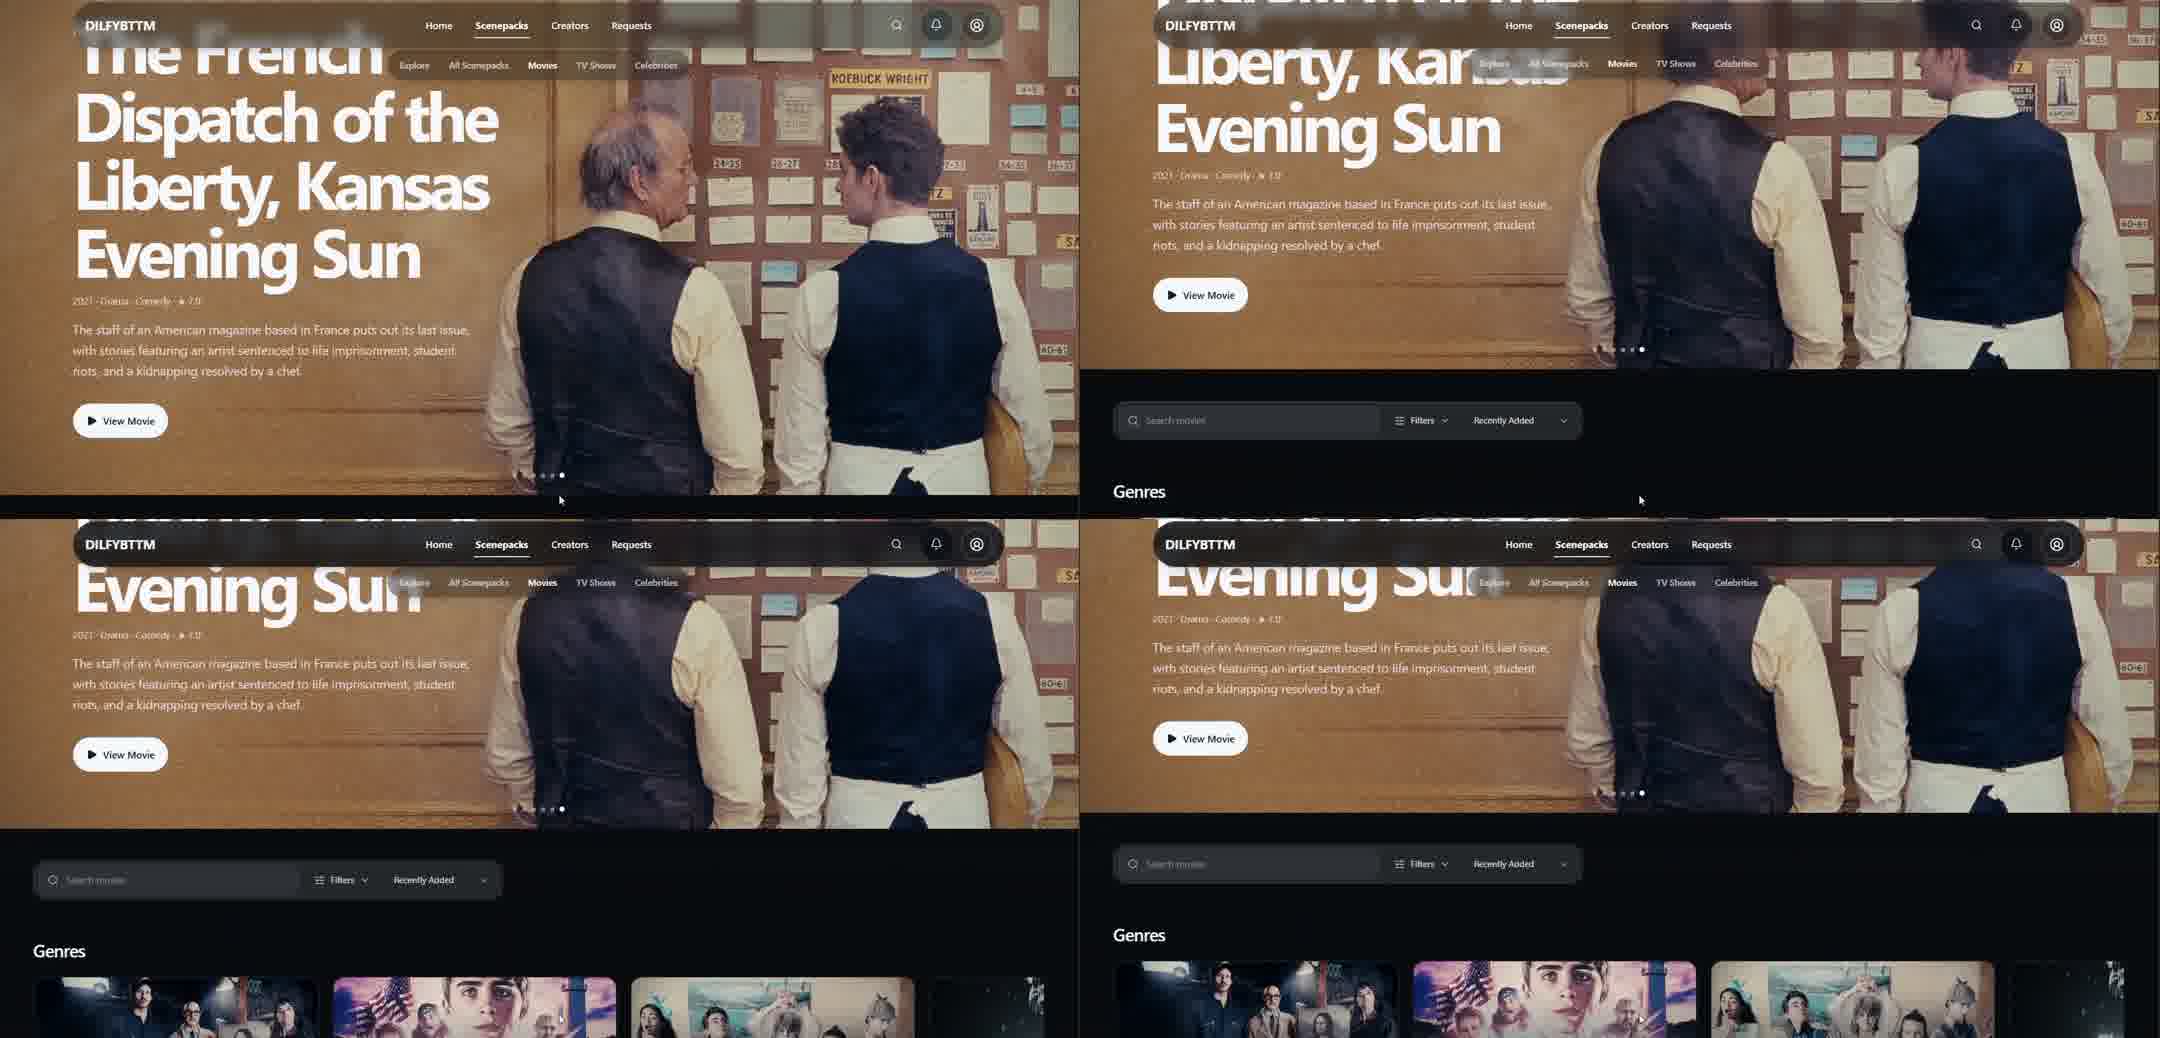 DILFYBTTM
Home Scenepacks Creators Requests
Explore All Scenepacks Movies TV Shows Celebrities
The French
Dispatch of the
Liberty, Kansas
Evening Sun
ROEBUCK WRIGHT
2021 · Drama · Comedy · ★ 7.0
The staff of an American magazine based in France puts out its last issue,
with stories featuring an artist sentenced to life imprisonment, student
riots, and a kidnapping resolved by a chef.
View Movie
DILFYBTTM
Home Scenepacks Creators Requests
Explore All Scenepacks Movies TV Shows Celebrities
Liberty, Kansas
Evening Sun
2021 · Drama · Comedy · ★ 7.0
The staff of an American magazine based in France puts out its last issue,
with stories featuring an artist sentenced to life imprisonment, student
riots, and a kidnapping resolved by a chef.
View Movie
Search movies
Filters
Recently Added
Genres
DILFYBTTM
Home Scenepacks Creators Requests
Explore All Scenepacks Movies TV Shows Celebrities
Evening Sun
2021 · Drama · Comedy · ★ 7.0
The staff of an American magazine based in France puts out its last issue,
with stories featuring an artist sentenced to life imprisonment, student
riots, and a kidnapping resolved by a chef.
View Movie
Search movies
Filters
Recently Added
Genres
DILFYBTTM
Home Scenepacks Creators Requests
Explore All Scenepacks Movies TV Shows Celebrities
Evening Sun
2021 · Drama · Comedy · ★ 7.0
The staff of an American magazine based in France puts out its last issue,
with stories featuring an artist sentenced to life imprisonment, student
riots, and a kidnapping resolved by a chef.
View Movie
Search movies
Filters
Recently Added
Genres